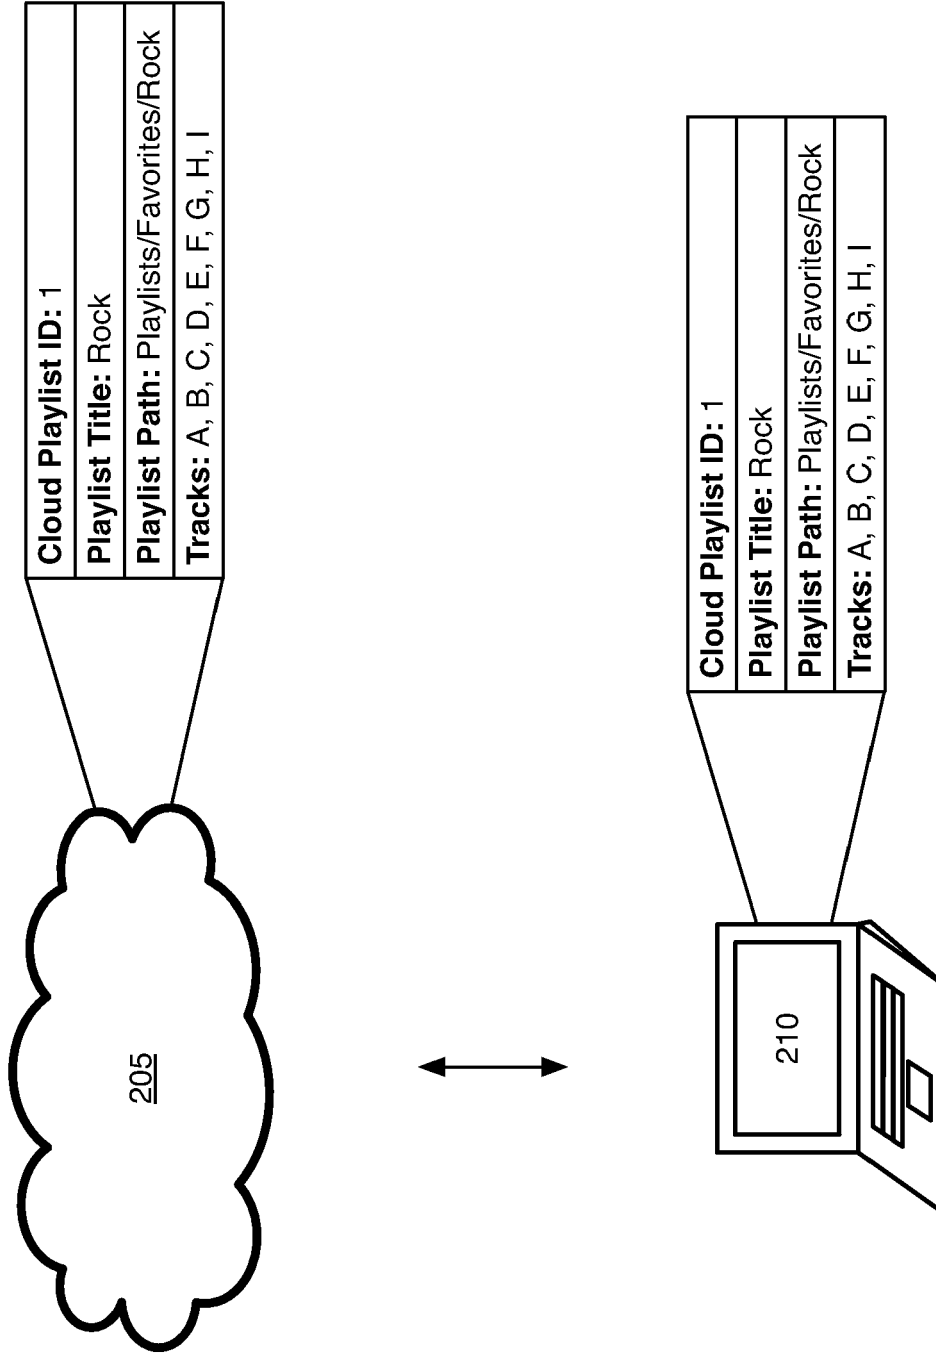 Cloud Playlist ID: 1
Playlist Title: Rock
Playlist Path: Playlists/Favorites/Rock
Tracks: A, B, C, D, E, F, G, H, I
205
Cloud Playlist ID: 1
Playlist Title: Rock
Playlist Path: Playlists/Favorites/Rock
Tracks: A, B, C, D, E, F, G, H, I
210